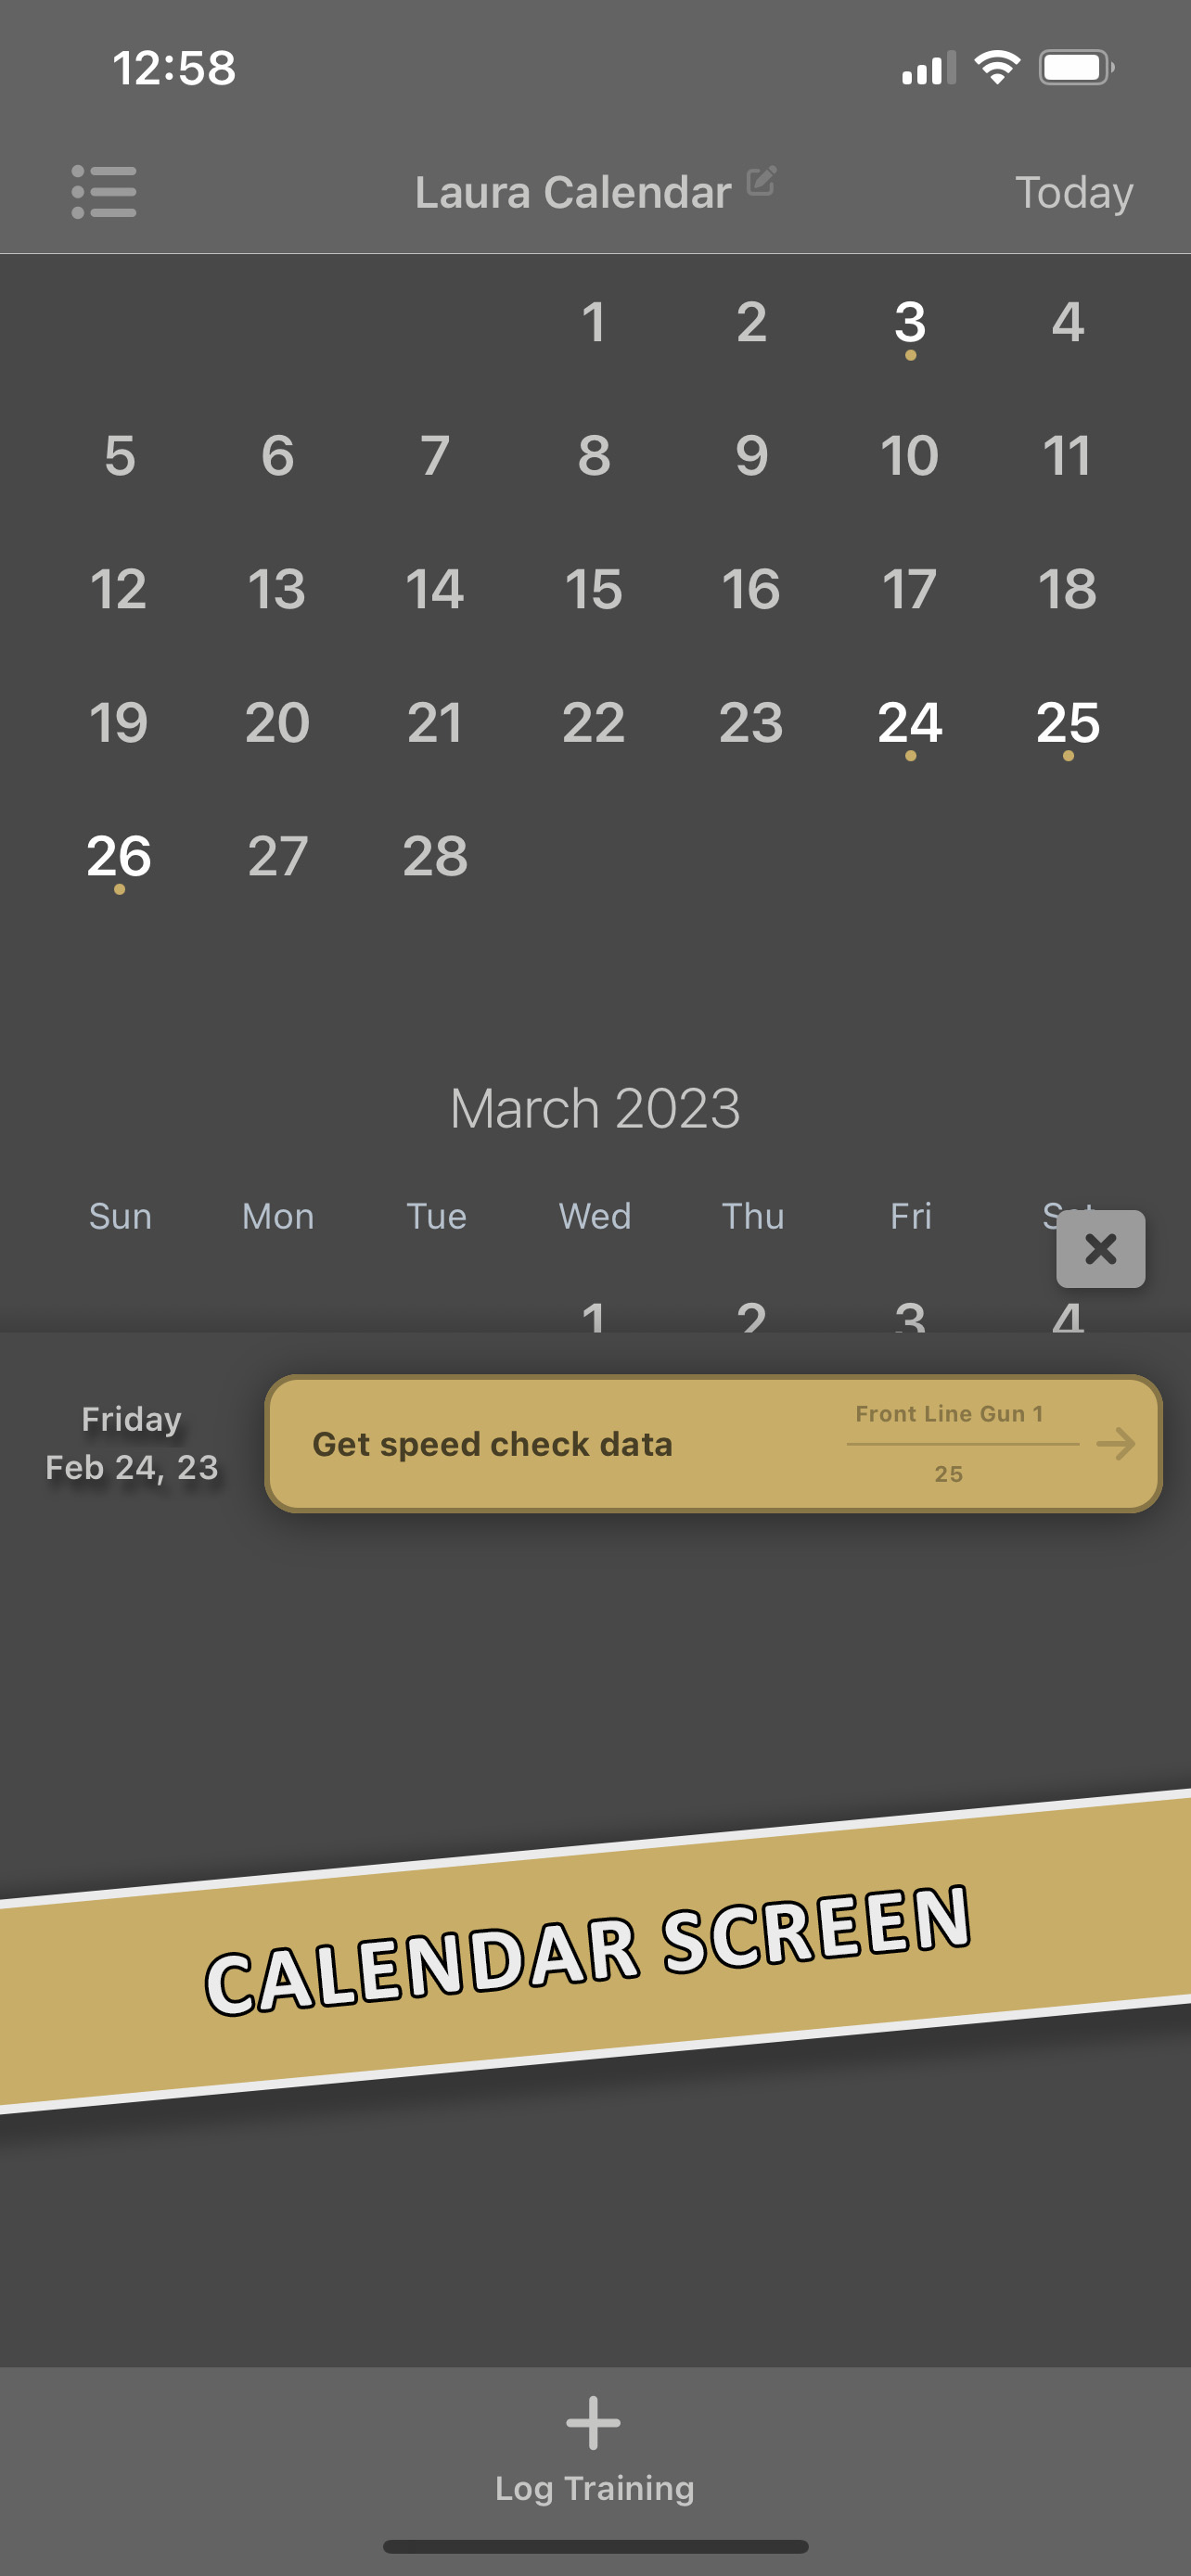 12:58
Laura Calendar
Today
1 2 3 4
5 6 7 8 9 10 11
12 13 14 15 16 17 18
19 20 21 22 23 24 25
26 27 28
March 2023
Sun Mon Tue Wed Thu Fri Sat
1 2 3 4
Friday
Feb 24, 23
Get speed check data
Front Line Gun 1
25
CALENDAR SCREEN
Log Training